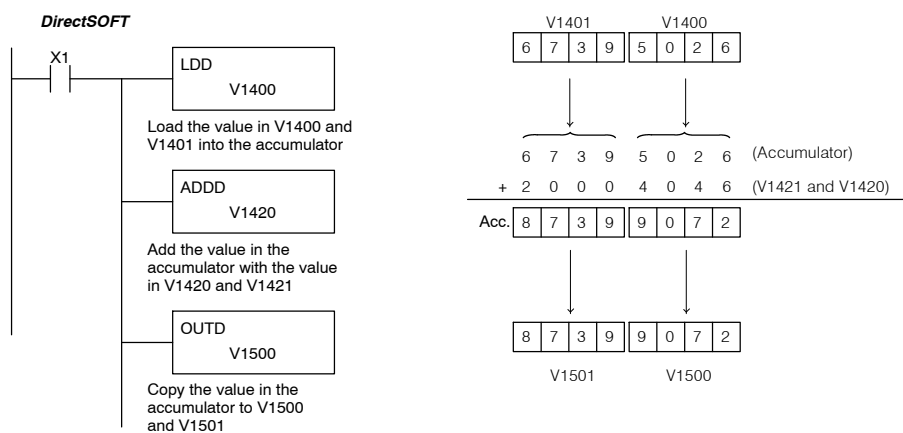 DirectSOFT
X1
LDD
V1400
Load the value in V1400 and
V1401 into the accumulator
ADDD
V1420
Add the value in the
accumulator with the value
in V1420 and V1421
OUTD
V1500
Copy the value in the
accumulator to V1500
and V1501
V1401 V1400
6 7 3 9 5 0 2 6
6 7 3 9 5 0 2 6 (Accumulator)
+ 2 0 0 0 4 0 4 6 (V1421 and V1420)
Acc. 8 7 3 9 9 0 7 2
8 7 3 9 9 0 7 2
V1501 V1500